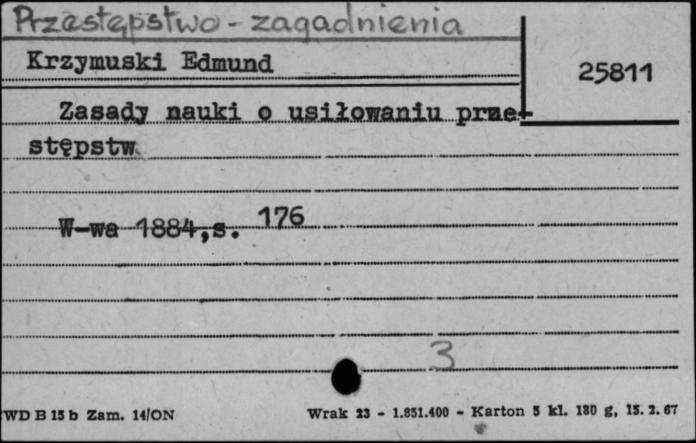 Przestępstwo - zagadnienia
Krzymuski Edmund
25811
Zasady nauki o usiłowaniu prze-
stępstw
W-wa 1884,s. 176
3
WD B 15 b Zam. 14/ON
Wrak 23 - 1.851.400 - Karton 5 kl. 180 g, 15. 2. 67